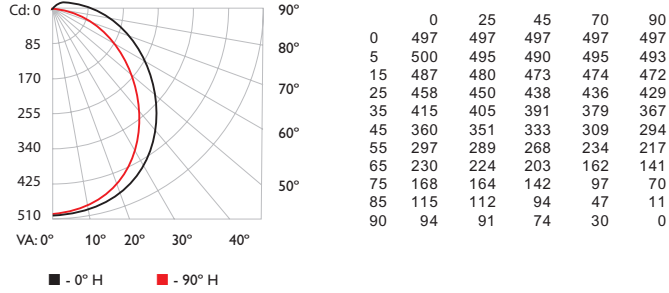 Cd: 0
85
170
255
340
425
510
VA: 0° 10° 20° 30° 40°
90°
80°
70°
60°
50°
- 0° H - 90° H
0 25 45 70 90
0 497 497 497 497 497
5 500 495 490 495 493
15 487 480 473 474 472
25 458 450 438 436 429
35 415 405 391 379 367
45 360 351 333 309 294
55 297 289 268 234 217
65 230 224 203 162 141
75 168 164 142 97 70
85 115 112 94 47 11
90 94 91 74 30 0